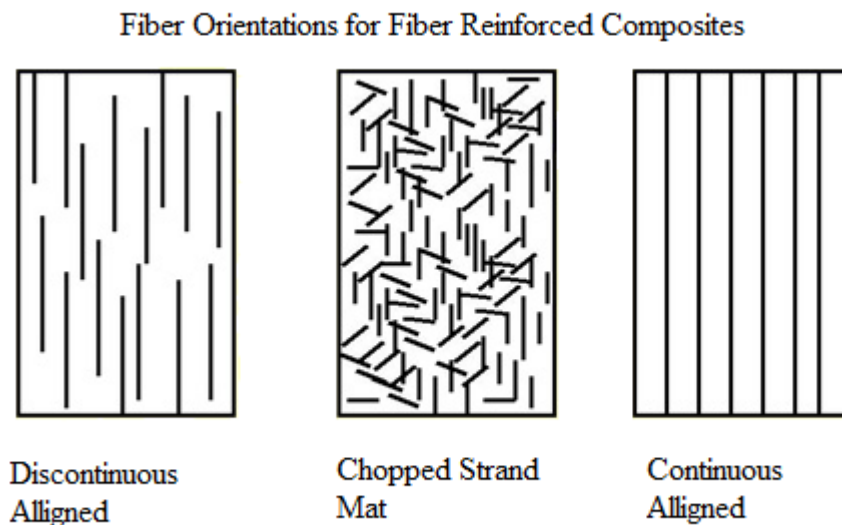 Fiber Orientations for Fiber Reinforced Composites
Discontinuous
Alligned
Chopped Strand
Mat
Continuous
Alligned